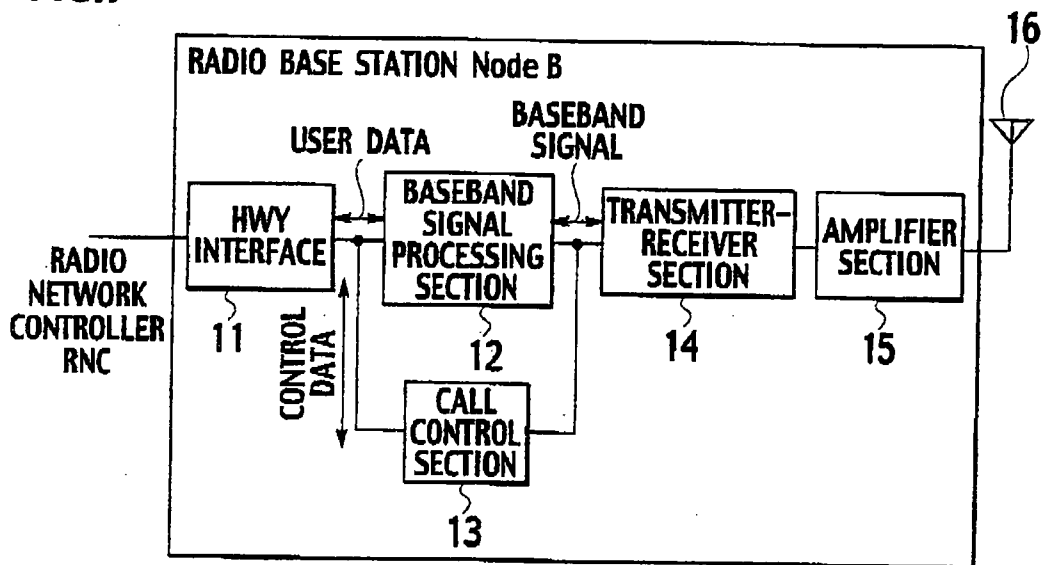 16
RADIO BASE STATION Node B
USER DATA
BASEBAND
SIGNAL
HWY
INTERFACE
BASEBAND
SIGNAL
PROCESSING
SECTION
TRANSMITTER-
RECEIVER
SECTION
AMPLIFIER
SECTION
RADIO
NETWORK
CONTROLLER
RNC
11
CONTROL
DATA
12
14
15
CALL
CONTROL
SECTION
13